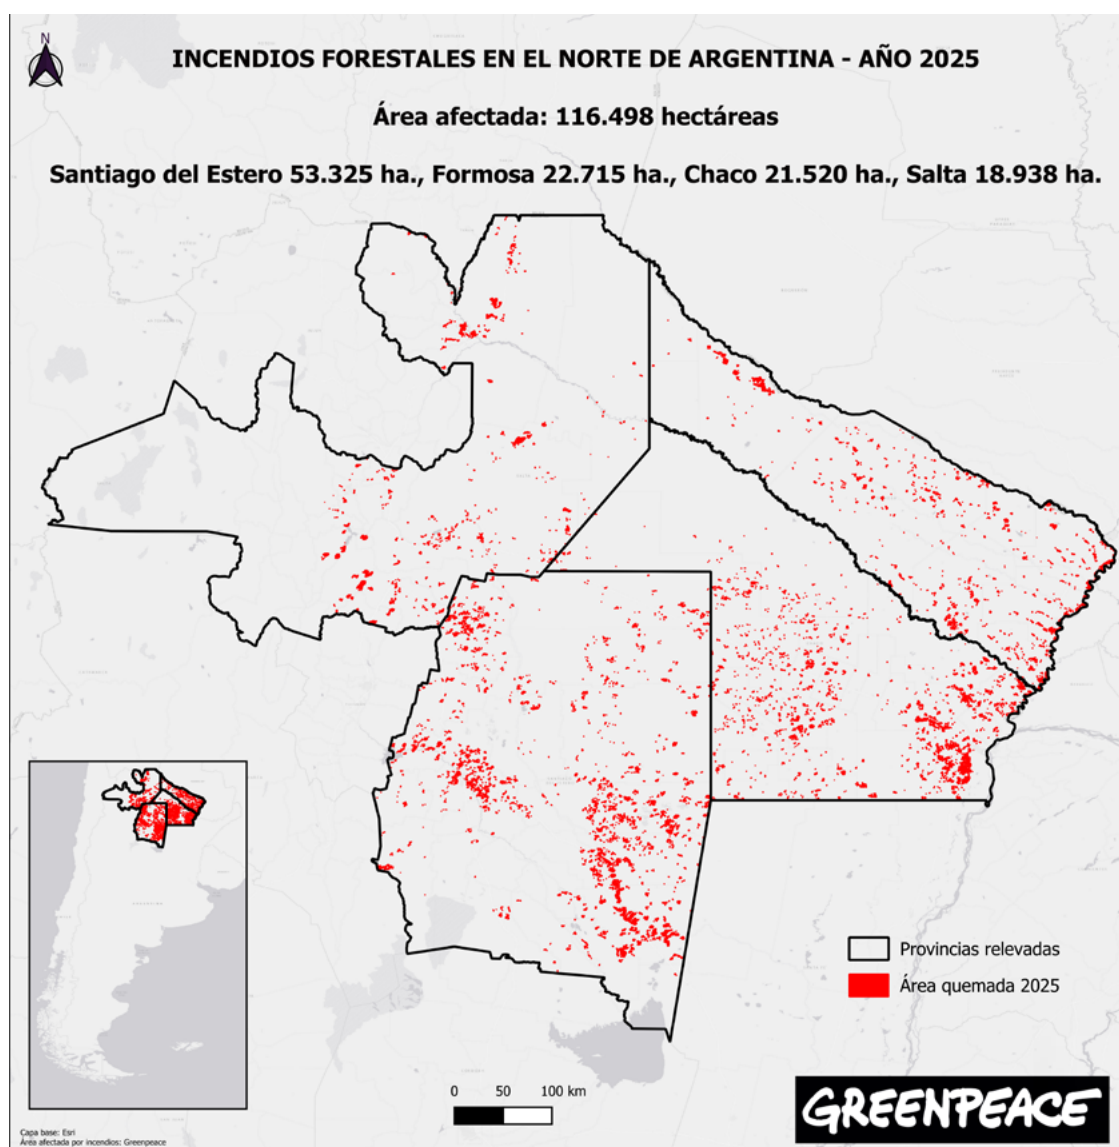 N
INCENDIOS FORESTALES EN EL NORTE DE ARGENTINA - AÑO 2025
Área afectada: 116.498 hectáreas
Santiago del Estero 53.325 ha., Formosa 22.715 ha., Chaco 21.520 ha., Salta 18.938 ha.
Provincias relevadas
Área quemada 2025
0 50 100 km
GREENPEACE
Capa base: Esri
Área afectada por incendios: Greenpeace